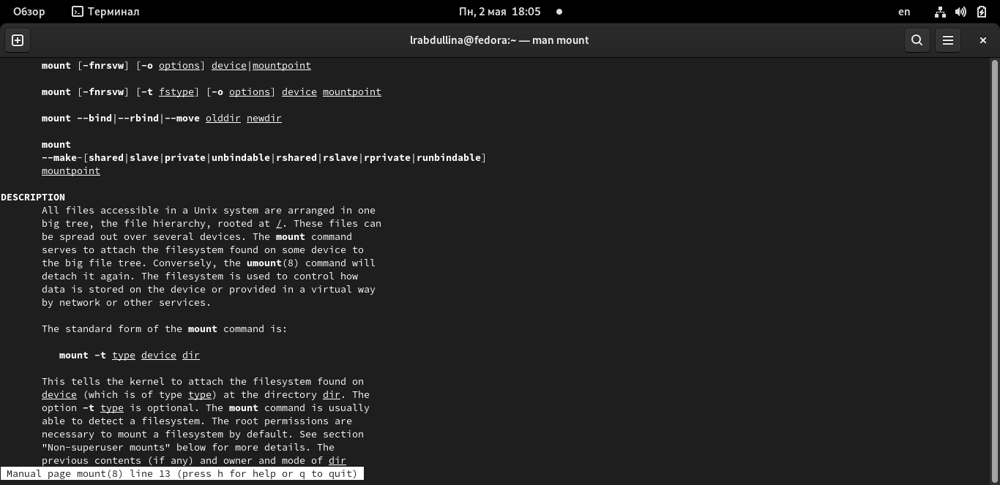 Обзор Терминал Пн, 2 мая 18:05 en
lrabdullina@fedora:~ — man mount
mount [-fnrsvw] [-o options] device|mountpoint
mount [-fnrsvw] [-t fstype] [-o options] device mountpoint
mount --bind|--rbind|--move olddir newdir
mount
--make-[shared|slave|private|unbindable|rshared|rslave|rprivate|runbindable]
mountpoint
DESCRIPTION
All files accessible in a Unix system are arranged in one
big tree, the file hierarchy, rooted at /. These files can
be spread out over several devices. The mount command
serves to attach the filesystem found on some device to
the big file tree. Conversely, the umount(8) command will
detach it again. The filesystem is used to control how
data is stored on the device or provided in a virtual way
by network or other services.
The standard form of the mount command is:
mount -t type device dir
This tells the kernel to attach the filesystem found on
device (which is of type type) at the directory dir. The
option -t type is optional. The mount command is usually
able to detect a filesystem. The root permissions are
necessary to mount a filesystem by default. See section
"Non-superuser mounts" below for more details. The
previous contents (if any) and owner and mode of dir
Manual page mount(8) line 13 (press h for help or q to quit)